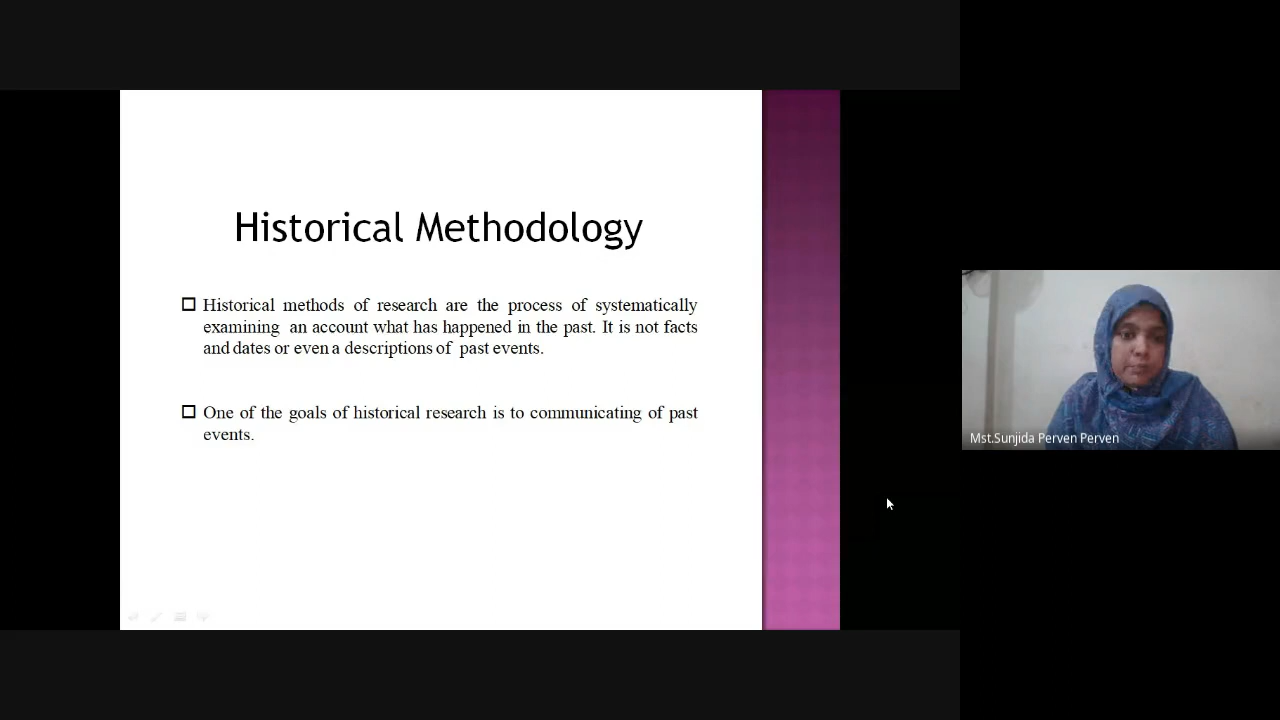 Historical Methodology
Historical methods of research are the process of systematically
examining an account what has happened in the past. It is not facts
and dates or even a descriptions of past events.
One of the goals of historical research is to communicating of past
events.
Mst.Sunjida Perven Perven